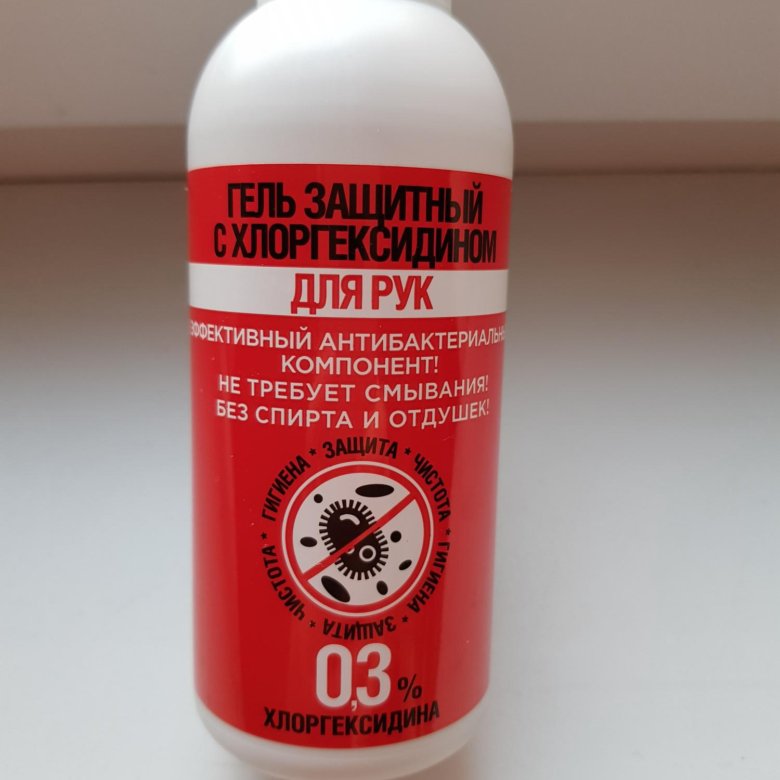 ГЕЛЬ ЗАЩИТНЫЙ
С ХЛОРГЕКСИДИНОМ
ДЛЯ РУК
ЭФФЕКТИВНЫЙ АНТИБАКТЕРИАЛЬН
КОМПОНЕНТ!
НЕ ТРЕБУЕТ СМЫВАНИЯ!
БЕЗ СПИРТА И ОТДУШЕК!
ЗАЩИТА * ЧИСТОТА * ГИГИЕНА * ЗАЩИТА * ЧИСТОТА * ГИГИЕНА *
0,3 %
ХЛОРГЕКСИДИНА